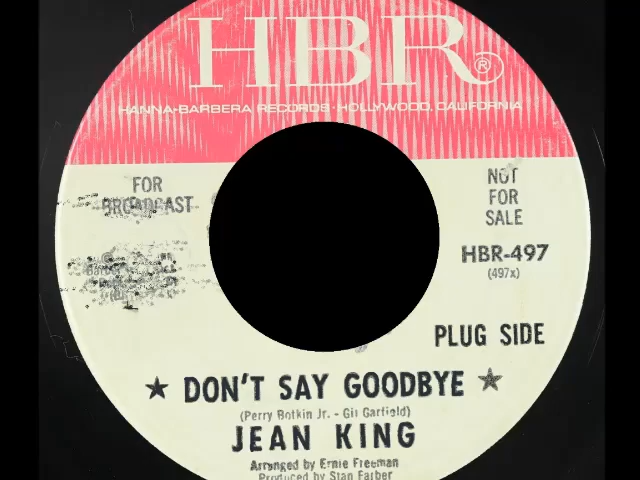 HBR®
HANNA-BARBERA RECORDS · HOLLYWOOD, CALIFORNIA
FOR
BROADCAST
NOT
FOR
SALE
HBR-497
(497x)
PLUG SIDE
★ DON'T SAY GOODBYE ★
(Perry Botkin Jr. - Gil Garfield)
JEAN KING
Arranged by Ernie Freeman
Produced by Stan Farber